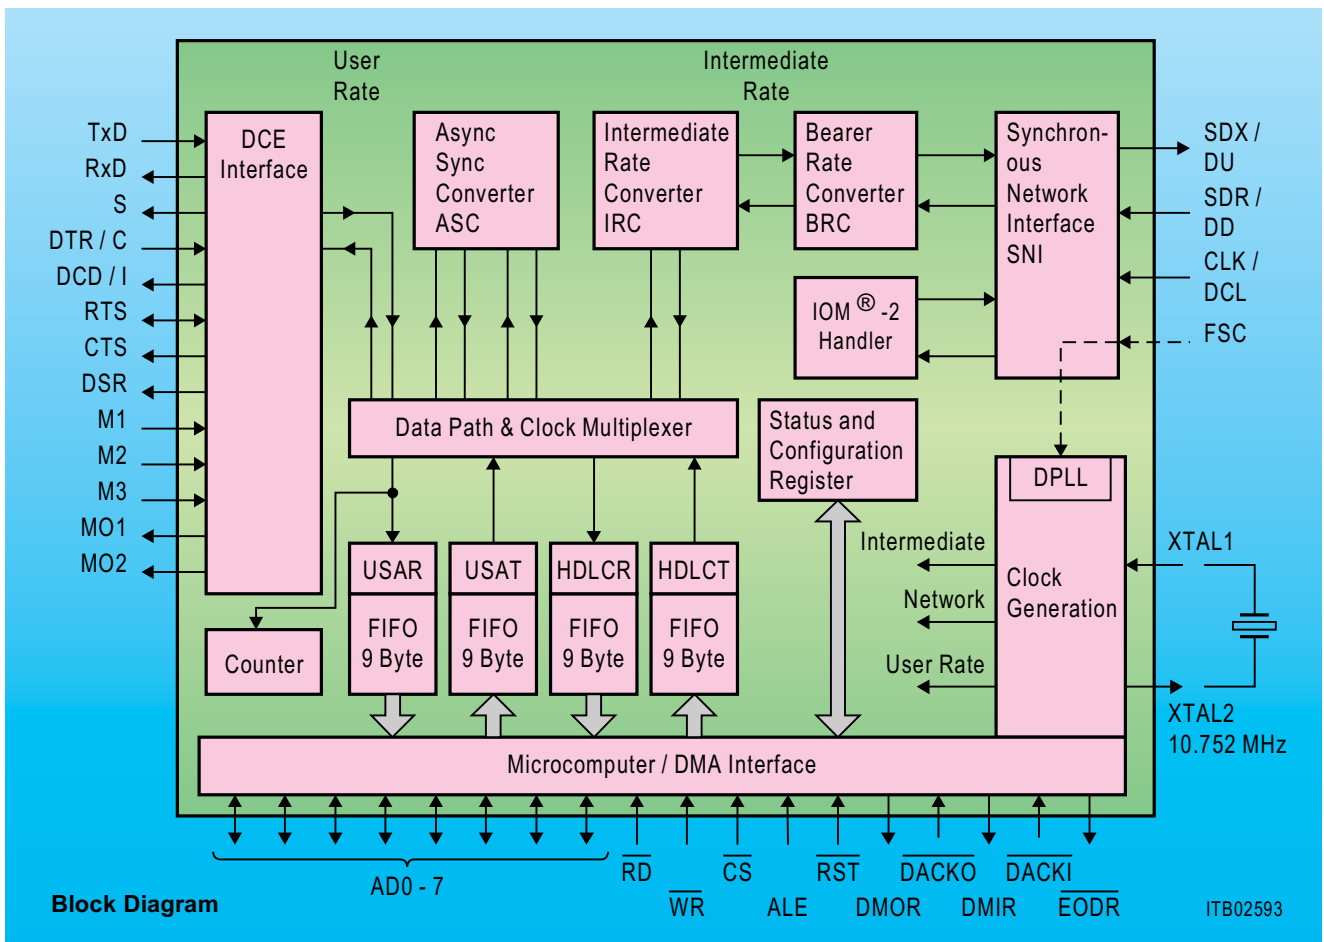 User
Rate
Intermediate
Rate
TxD
RxD
S
DTR / C
DCD / I
RTS
CTS
DSR
M1
M2
M3
MO1
MO2
DCE
Interface
Async
Sync
Converter
ASC
Intermediate
Rate
Converter
IRC
Bearer
Rate
Converter
BRC
Synchron-
ous
Network
Interface
SNI
SDX /
DU
SDR /
DD
CLK /
DCL
FSC
IOM ® -2
Handler
Data Path & Clock Multiplexer
Status and
Configuration
Register
DPLL
Clock
Generation
Intermediate
Network
User Rate
XTAL1
XTAL2
10.752 MHz
USAR
FIFO
9 Byte
USAT
FIFO
9 Byte
HDLCR
FIFO
9 Byte
HDLCT
FIFO
9 Byte
Counter
Microcomputer / DMA Interface
AD0 - 7
RD
WR
CS
ALE
RST
DMOR
DACKO
DMIR
DACKI
EODR
Block Diagram
ITB02593